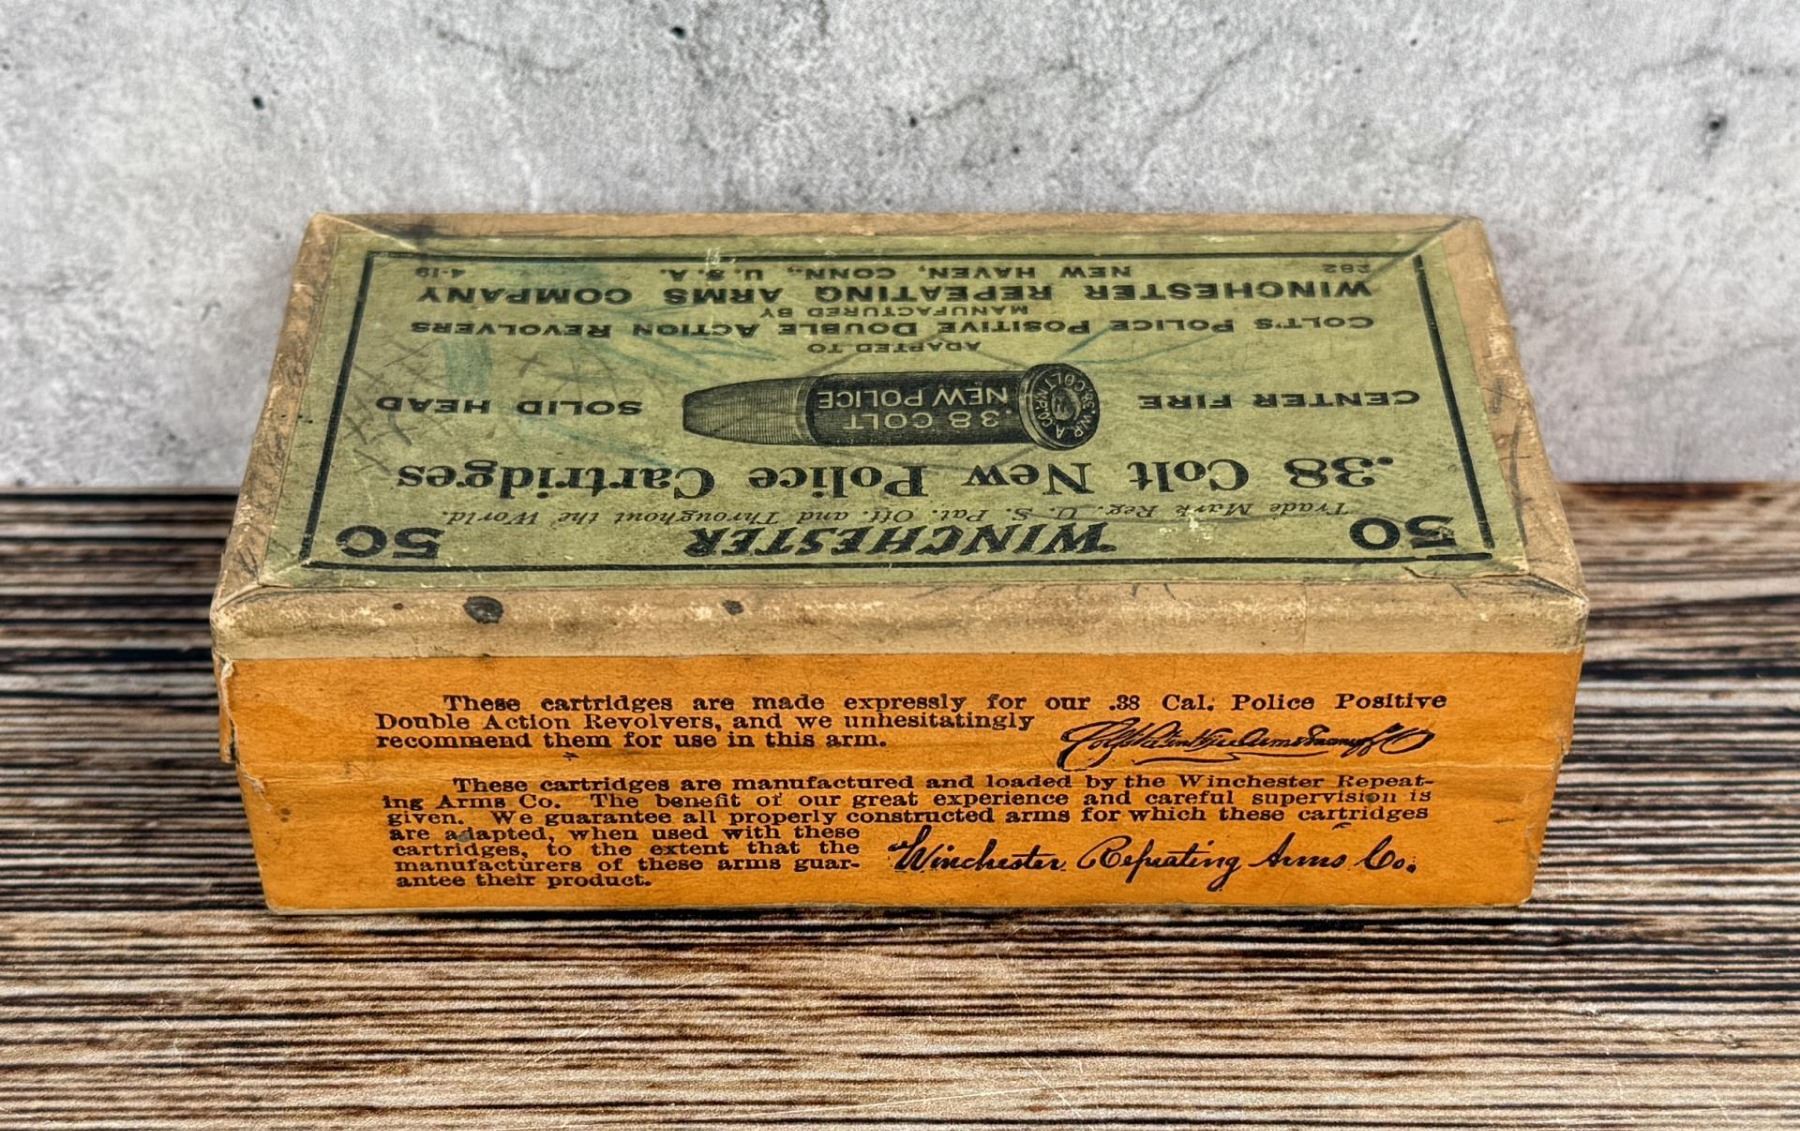 50 WINCHESTER 50
Trade Mark Reg. U. S. Pat. Off. and Throughout the World.
.38 Colt New Police Cartridges
CENTER FIRE
.38 COLT
NEW POLICE
SOLID HEAD
ADAPTED TO
COLT'S POLICE POSITIVE DOUBLE ACTION REVOLVERS
MANUFACTURED BY
WINCHESTER REPEATING ARMS COMPANY
282 NEW HAVEN, CONN., U.S.A. 4-19
These cartridges are made expressly for our .38 Cal. Police Positive
Double Action Revolvers, and we unhesitatingly
recommend them for use in this arm.
These cartridges are manufactured and loaded by the Winchester Repeat-
ing Arms Co. The benefit of our great experience and careful supervision is
given. We guarantee all properly constructed arms for which these cartridges
are adapted, when used with these
cartridges, to the extent that the
manufacturers of these arms guar-
antee their product.
Winchester Repeating Arms Co.